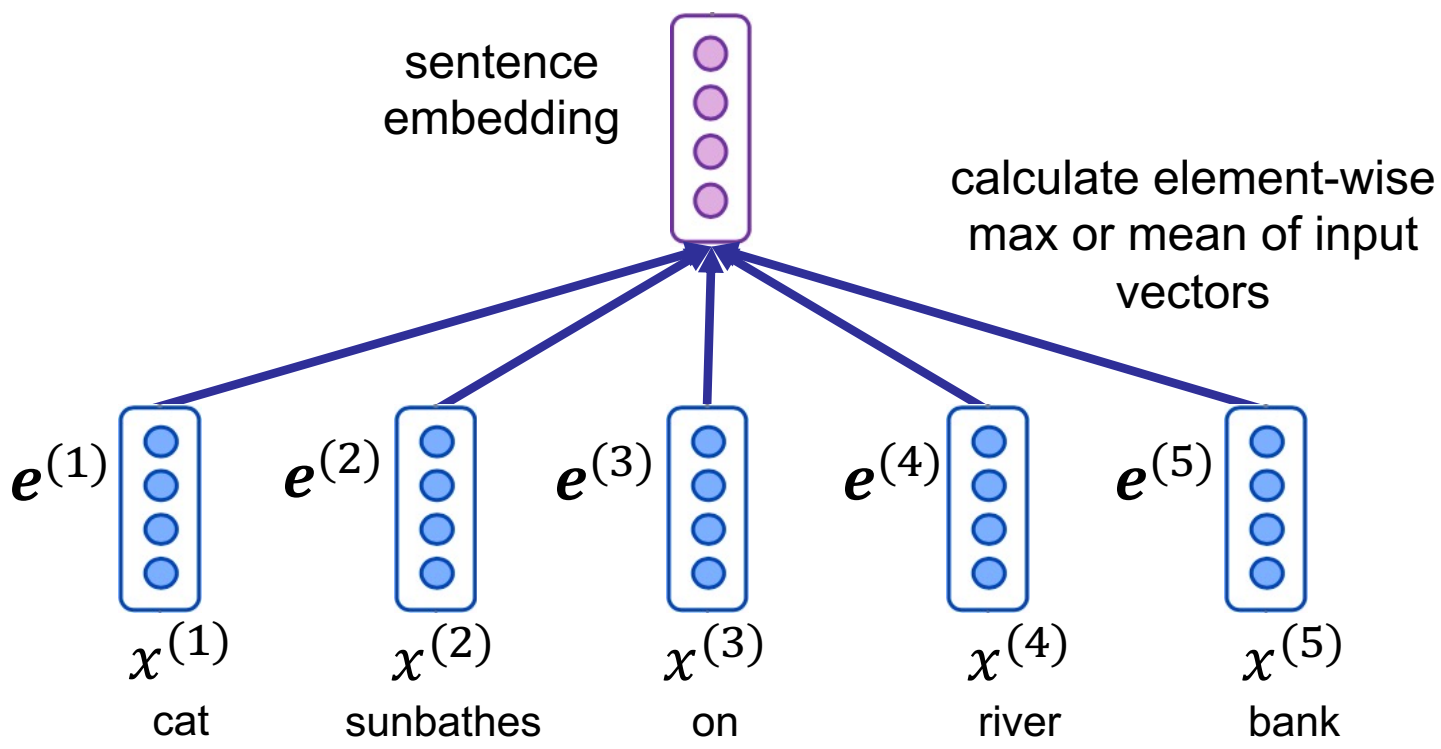 sentence
embedding
calculate element-wise
max or mean of input
vectors
e^(1) e^(2) e^(3) e^(4) e^(5)
x^(1) x^(2) x^(3) x^(4) x^(5)
cat sunbathes on river bank